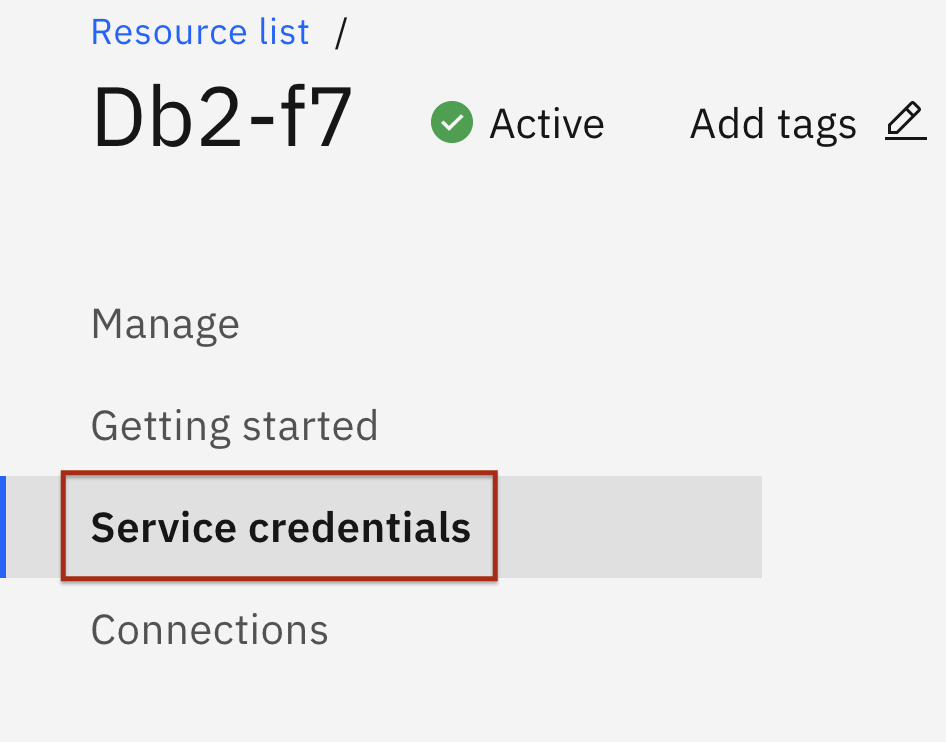 Resource list /
Db2-f7 Active Add tags
Manage
Getting started
Service credentials
Connections